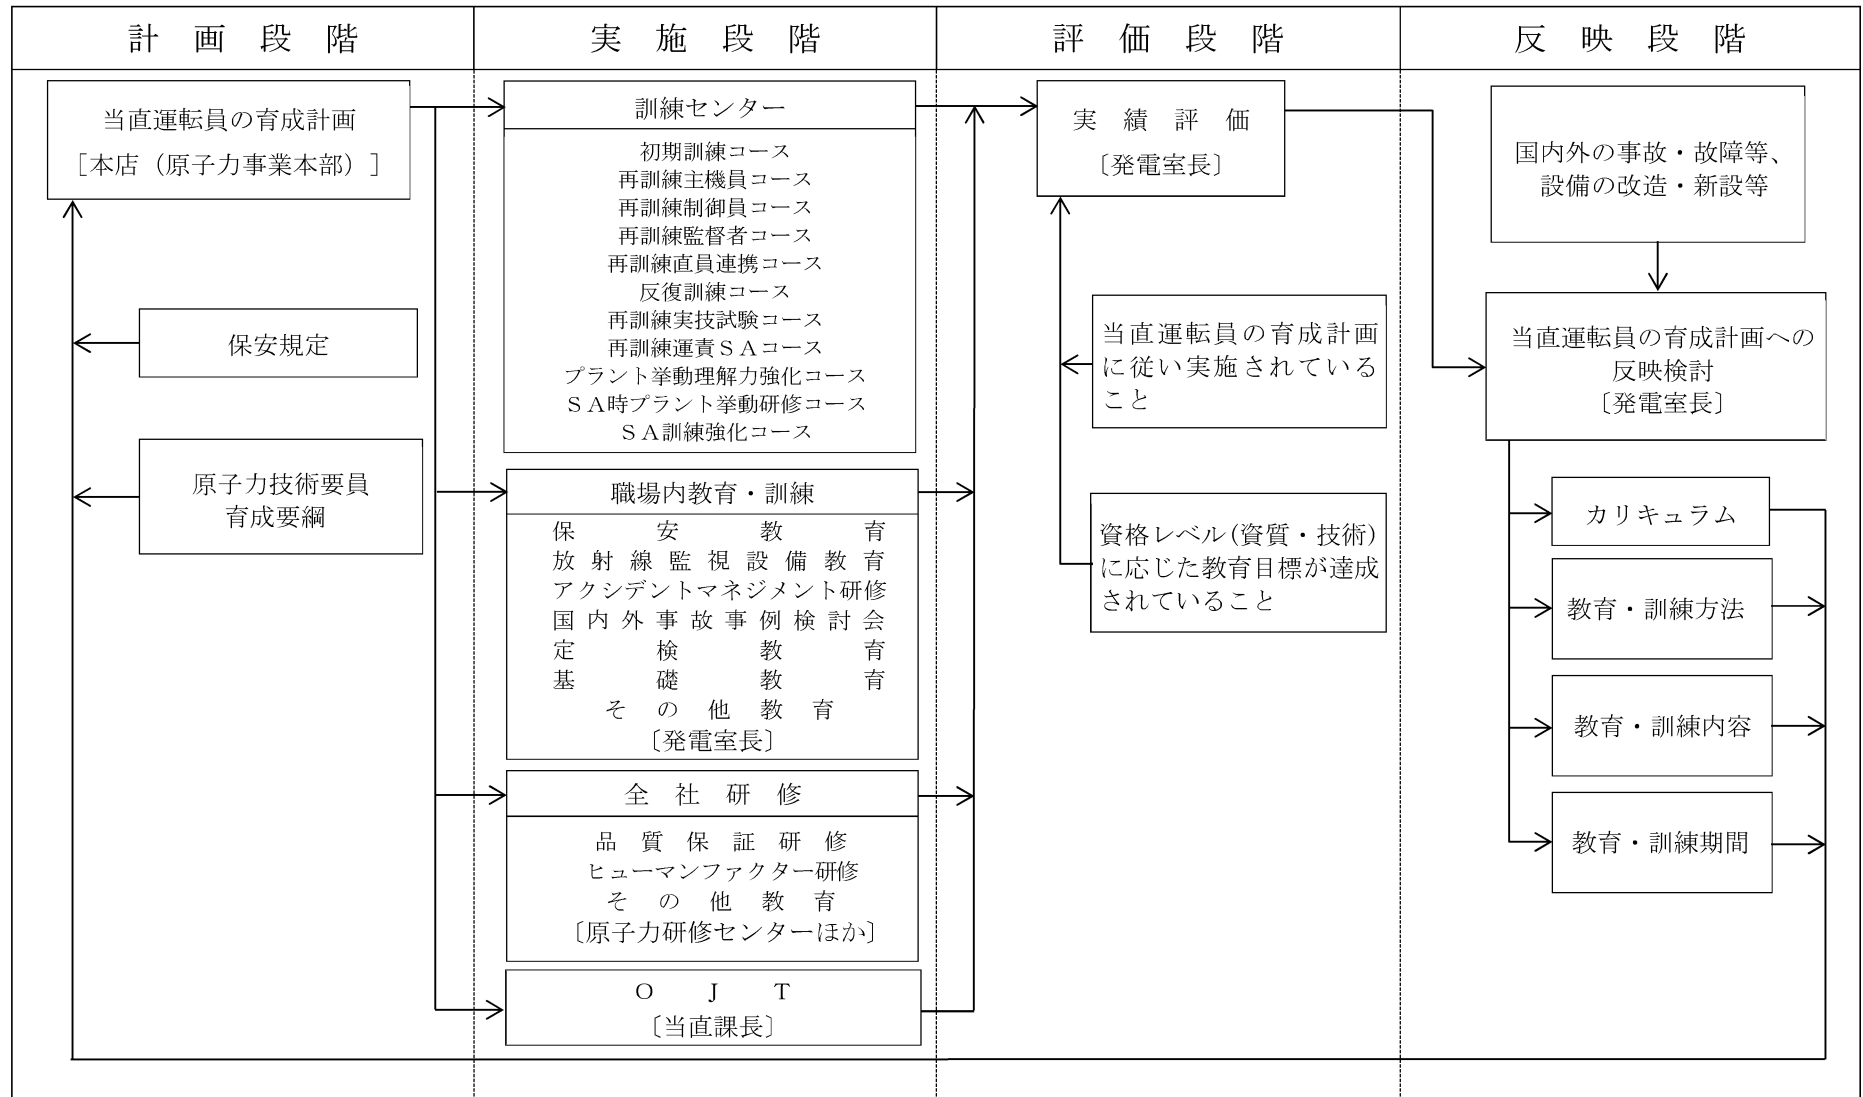 計画段階
実施段階
評価段階
反映段階
当直運転員の育成計画
［本店（原子力事業本部）］
保安規定
原子力技術要員
育成要綱
訓練センター
初期訓練コース
再訓練主機員コース
再訓練制御員コース
再訓練監督者コース
再訓練直員連携コース
反復訓練コース
再訓練実技試験コース
再訓練運責ＳＡコース
プラント挙動理解力強化コース
ＳＡ時プラント挙動研修コース
ＳＡ訓練強化コース
職場内教育・訓練
保安教育
放射線監視設備教育
アクシデントマネジメント研修
国内外事故事例検討会
定検教育
基礎教育
その他教育
〔発電室長〕
全社研修
品質保証研修
ヒューマンファクター研修
その他教育
〔原子力研修センターほか〕
ＯＪＴ
〔当直課長〕
実績評価
〔発電室長〕
当直運転員の育成計画
に従い実施されている
こと
資格レベル(資質・技術)
に応じた教育目標が達成
されていること
国内外の事故・故障等、
設備の改造・新設等
当直運転員の育成計画への
反映検討
〔発電室長〕
カリキュラム
教育・訓練方法
教育・訓練内容
教育・訓練期間